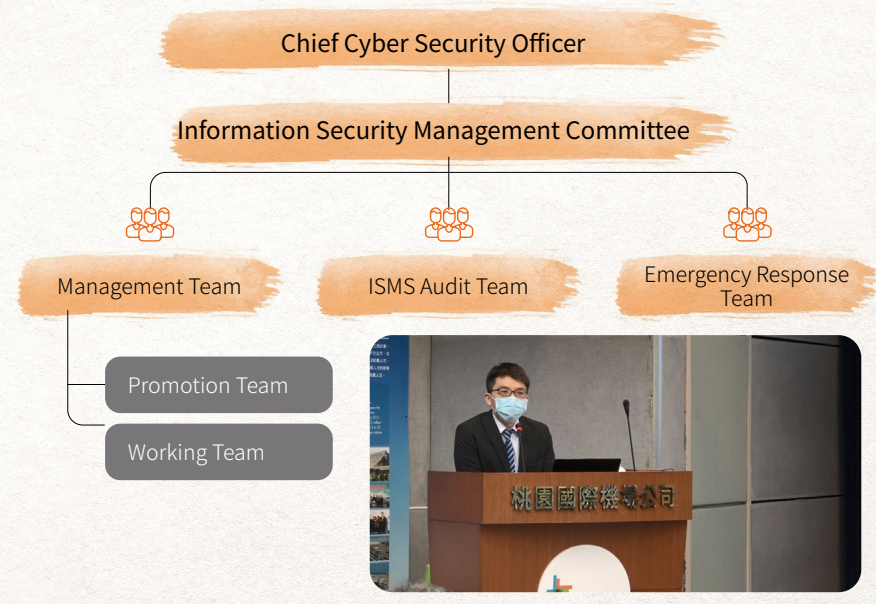 Chief Cyber Security Officer
Information Security Management Committee
Management Team
ISMS Audit Team
Emergency Response
Team
Promotion Team
Working Team
桃園國際機場公司